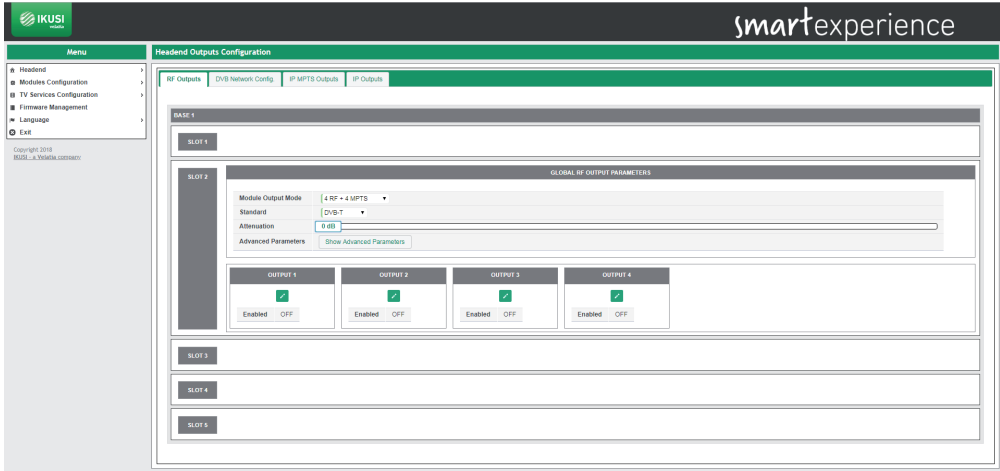 IKUSI
velatia
smartexperience
Menu
Headend
Modules Configuration
TV Services Configuration
Firmware Management
Language
Exit
Copyright 2018
IKUSI - a Velatia company
Headend Outputs Configuration
RF Outputs
DVB Network Config.
IP MPTS Outputs
IP Outputs
BASE 1
SLOT 1
SLOT 2
GLOBAL RF OUTPUT PARAMETERS
Module Output Mode 4 RF + 4 MPTS
Standard DVB-T
Attenuation 0 dB
Advanced Parameters Show Advanced Parameters
OUTPUT 1
Enabled OFF
OUTPUT 2
Enabled OFF
OUTPUT 3
Enabled OFF
OUTPUT 4
Enabled OFF
SLOT 3
SLOT 4
SLOT 5